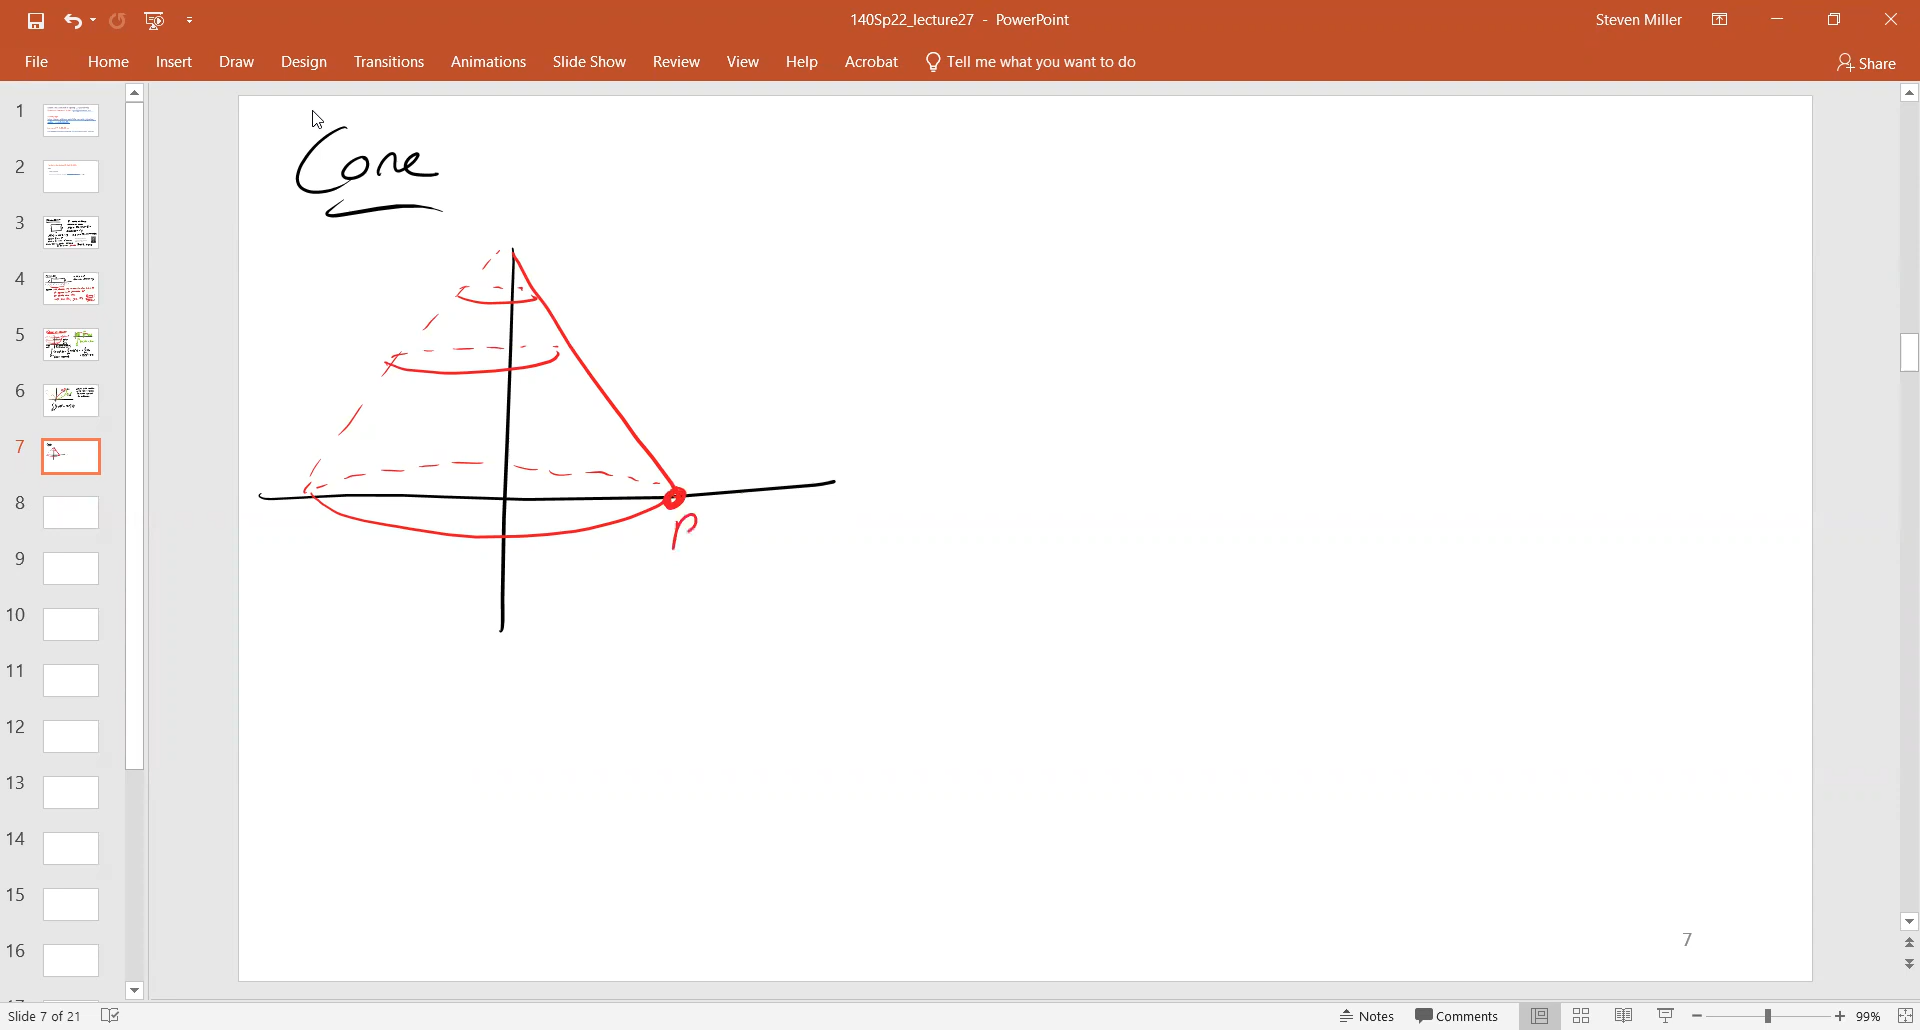 140Sp22_lecture27 - PowerPoint
Steven Miller
File Home Insert Draw Design Transitions Animations Slide Show Review View Help Acrobat Tell me what you want to do
Share
1
2
3
4
5
6
7
8
9
10
11
12
13
14
15
16
Cone
r
7
Slide 7 of 21
Notes Comments 99%